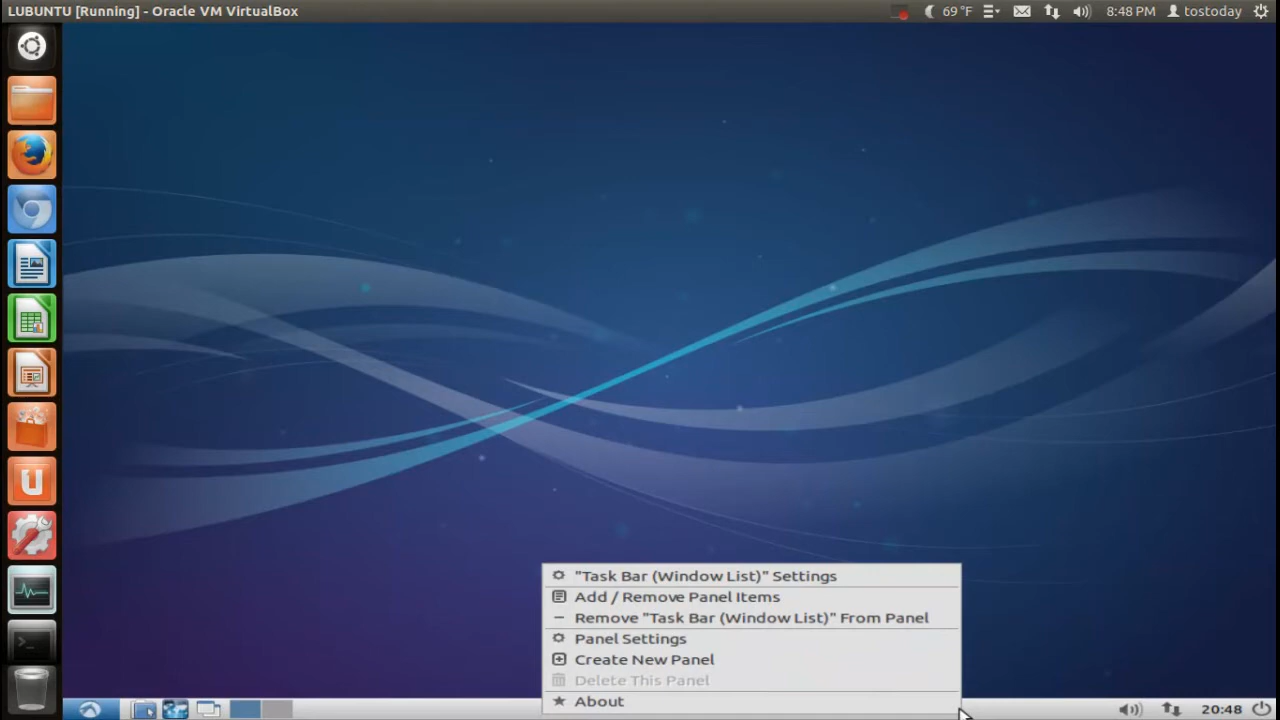 LUBUNTU [Running] - Oracle VM VirtualBox
69 °F
8:48 PM
tostoday
"Task Bar (Window List)" Settings
Add / Remove Panel Items
Remove "Task Bar (Window List)" From Panel
Panel Settings
Create New Panel
Delete This Panel
About
20:48